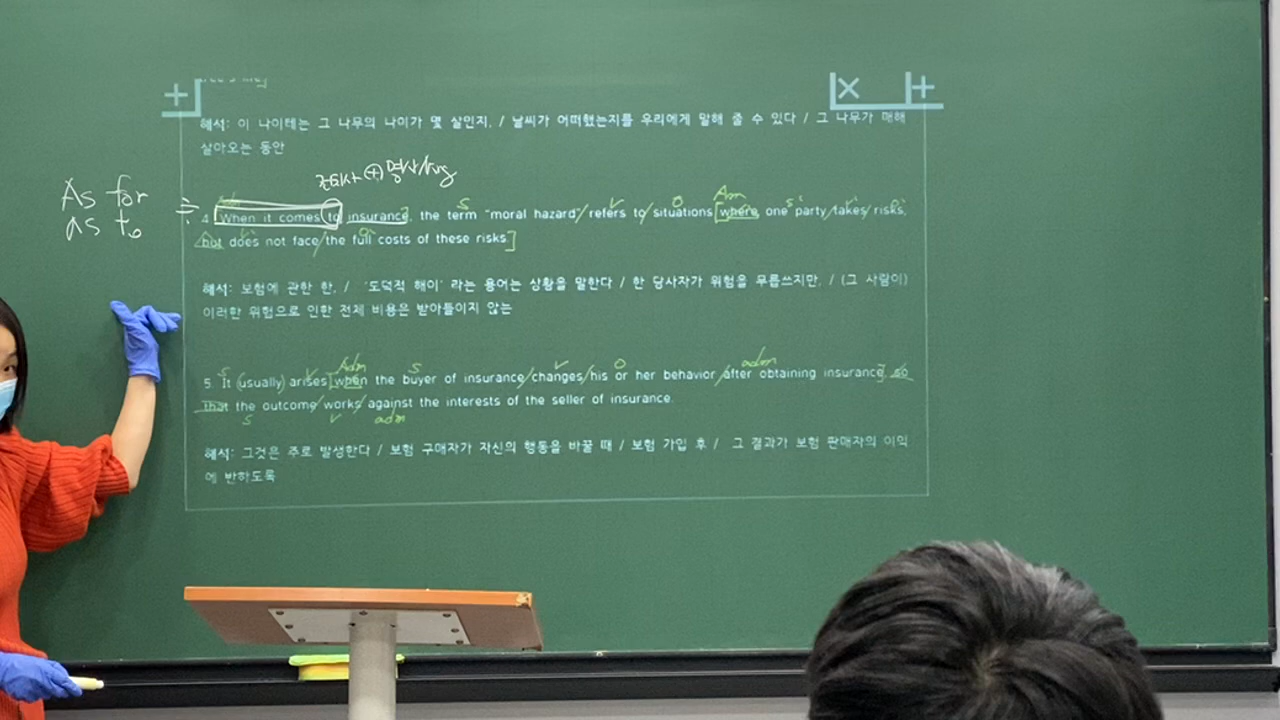 해석: 이 나이테는 그 나무의 나이가 몇 살인지, / 날씨가 어떠했는지를 우리에게 말해 줄 수 있다 / 그 나무가 매해
살아오는 동안
전치사 + 명사/ing
As for
as to
÷
4. When it comes to insurance, the term "moral hazard" / refers to / situations [where, one party / takes / risks,
but does not face / the full costs of these risks.]
해석: 보험에 관한 한, / '도덕적 해이' 라는 용어는 상황을 말한다 / 한 당사자가 위험을 무릅쓰지만, / (그 사람이)
이러한 위험으로 인한 전체 비용은 받아들이지 않는
5. It (usually) arises [when the buyer of insurance / changes / his or her behavior / after obtaining insurance], so
that the outcome / works / against the interests of the seller of insurance.
해석: 그것은 주로 발생한다 / 보험 구매자가 자신의 행동을 바꿀 때 / 보험 가입 후 / 그 결과가 보험 판매자의 이익
에 반하도록